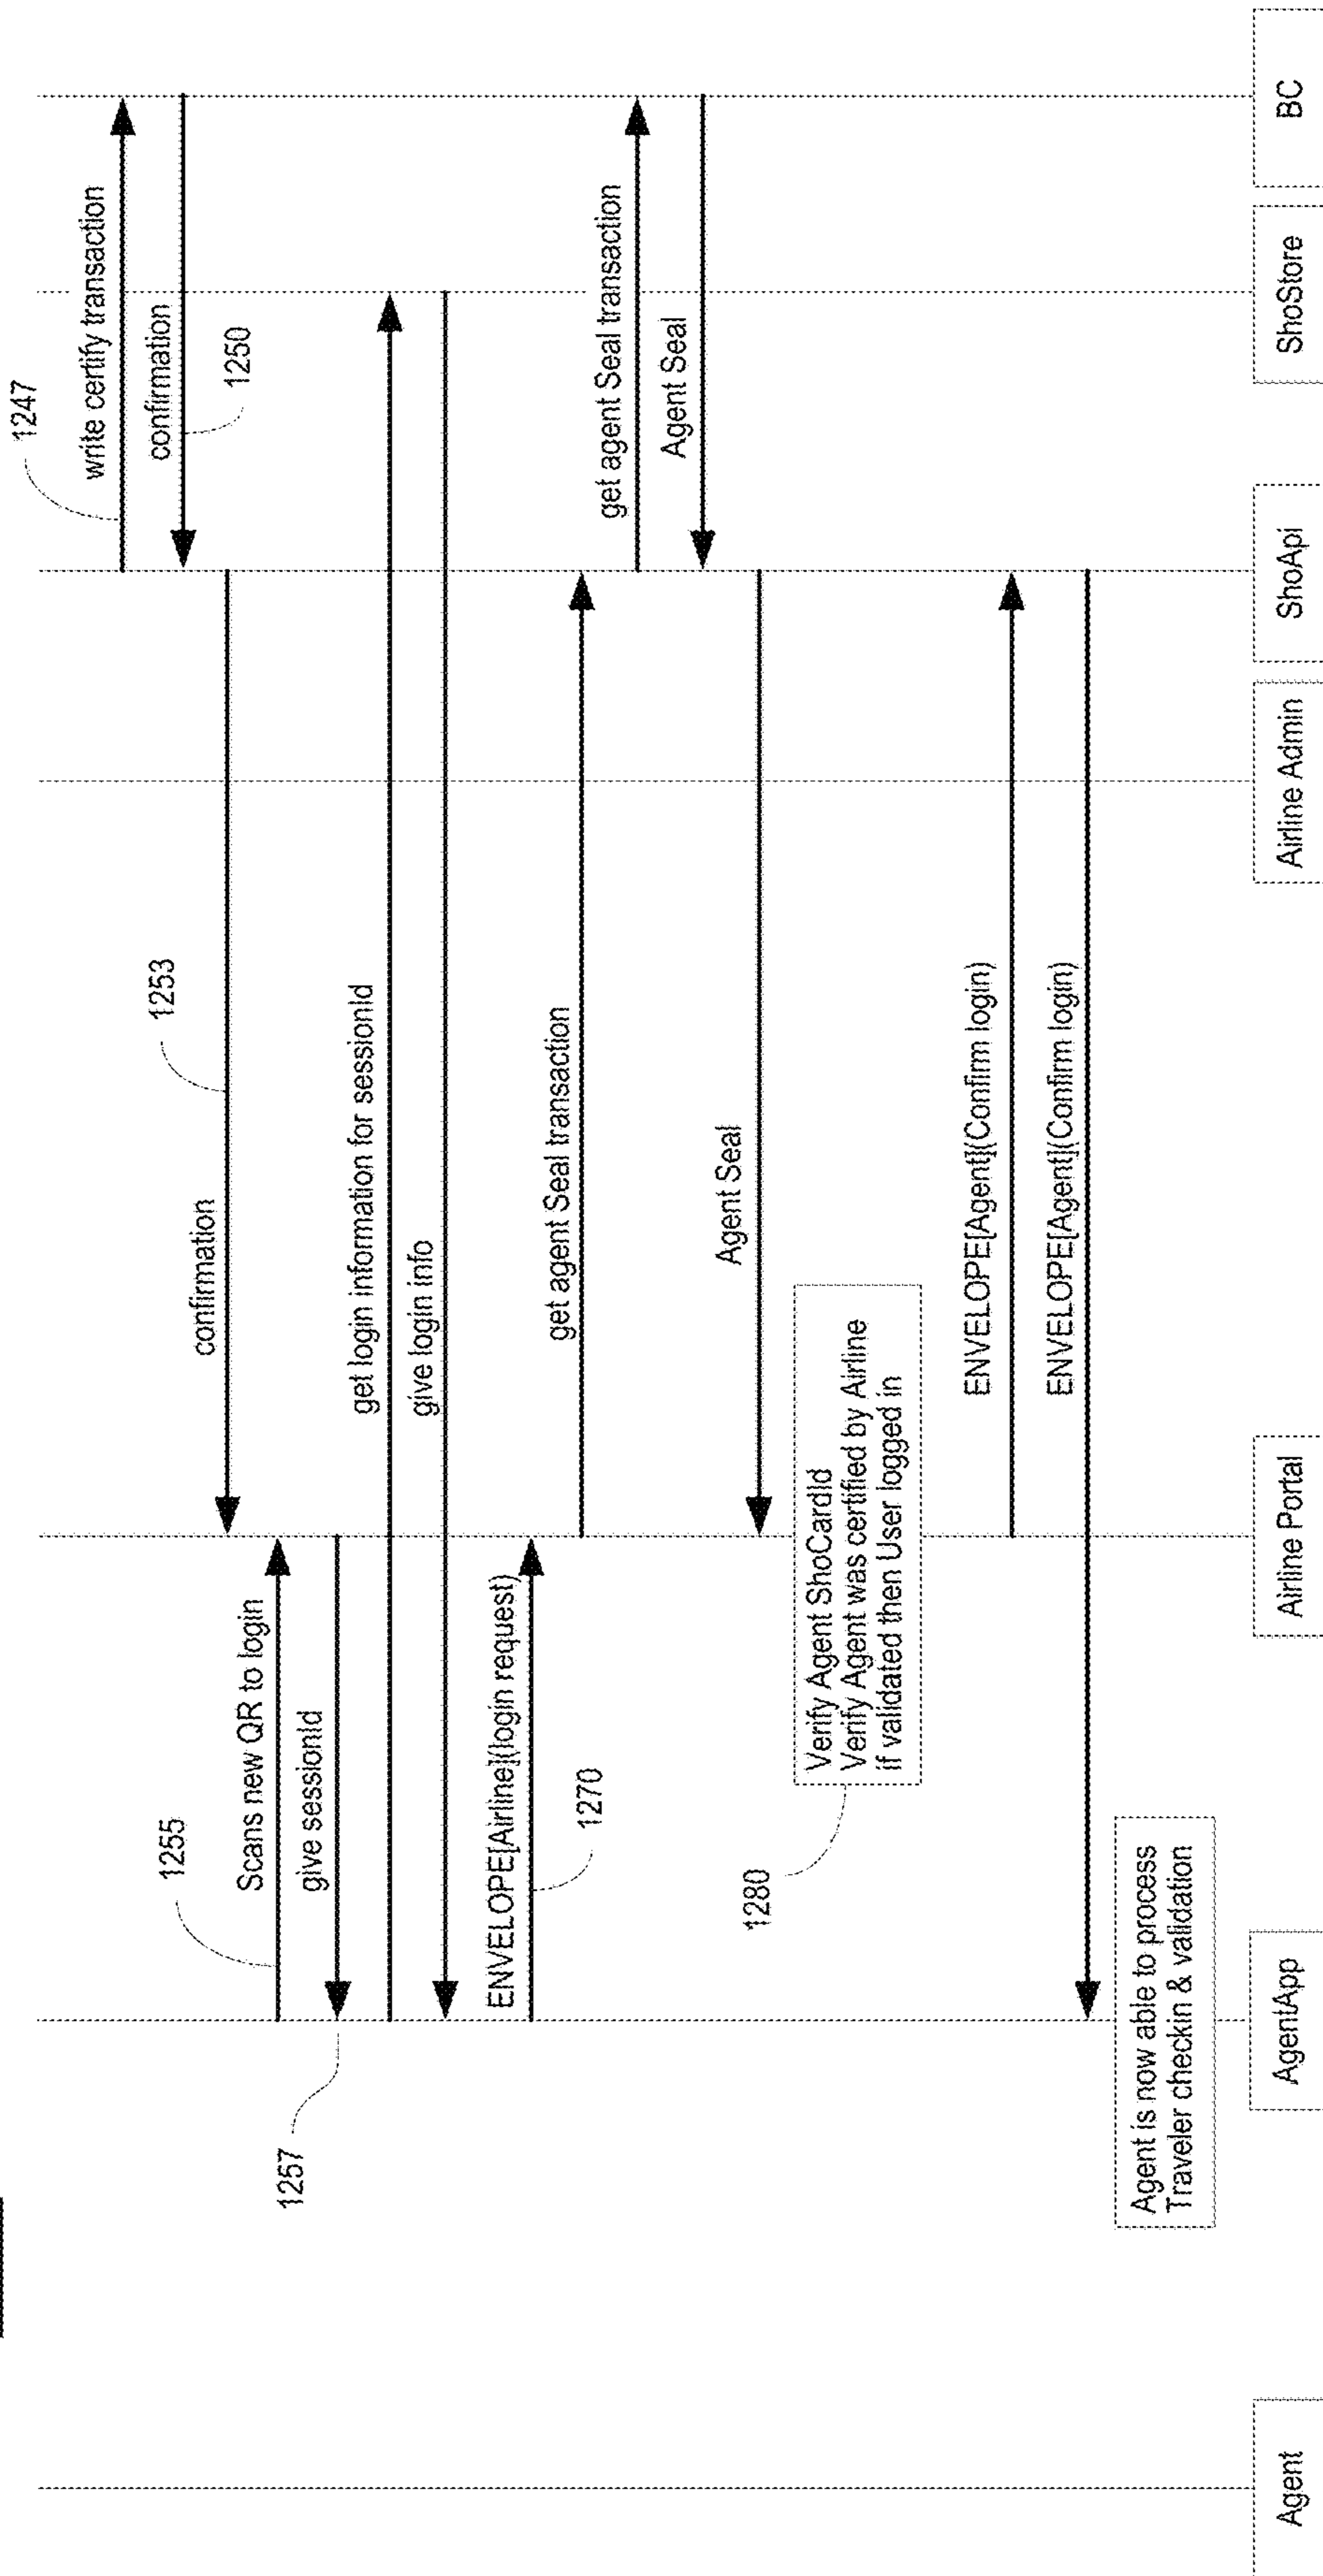 1247
write certify transaction
confirmation
1250
1253
confirmation
1255
Scans new QR to login
give sessionId
1257
get login information for sessionId
give login info
ENVELOPE[Airline](login request)
1270
get agent Seal transaction
get agent Seal transaction
Agent Seal
Agent Seal
1280
Verify Agent ShoCardId
Verify Agent was certified by Airline
if validated then User logged in
ENVELOPE[Agent](Confirm login)
ENVELOPE[Agent](Confirm login)
Agent is now able to process
Traveler checkin & validation
Agent
AgentApp
Airline Portal
Airline Admin
ShoApi
ShoStore
BC